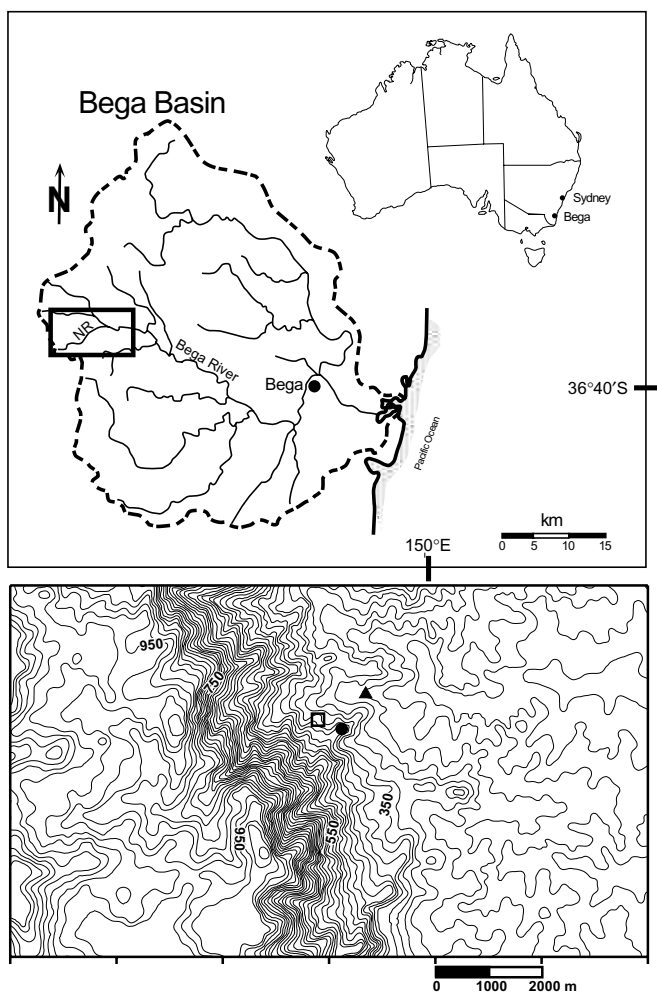 Bega Basin
N
Sydney
Bega
NR
Bega River
Bega
36°40'S
Pacific Ocean
km
0 5 10 15
150°E
950
750
350
550
950
0 1000 2000 m